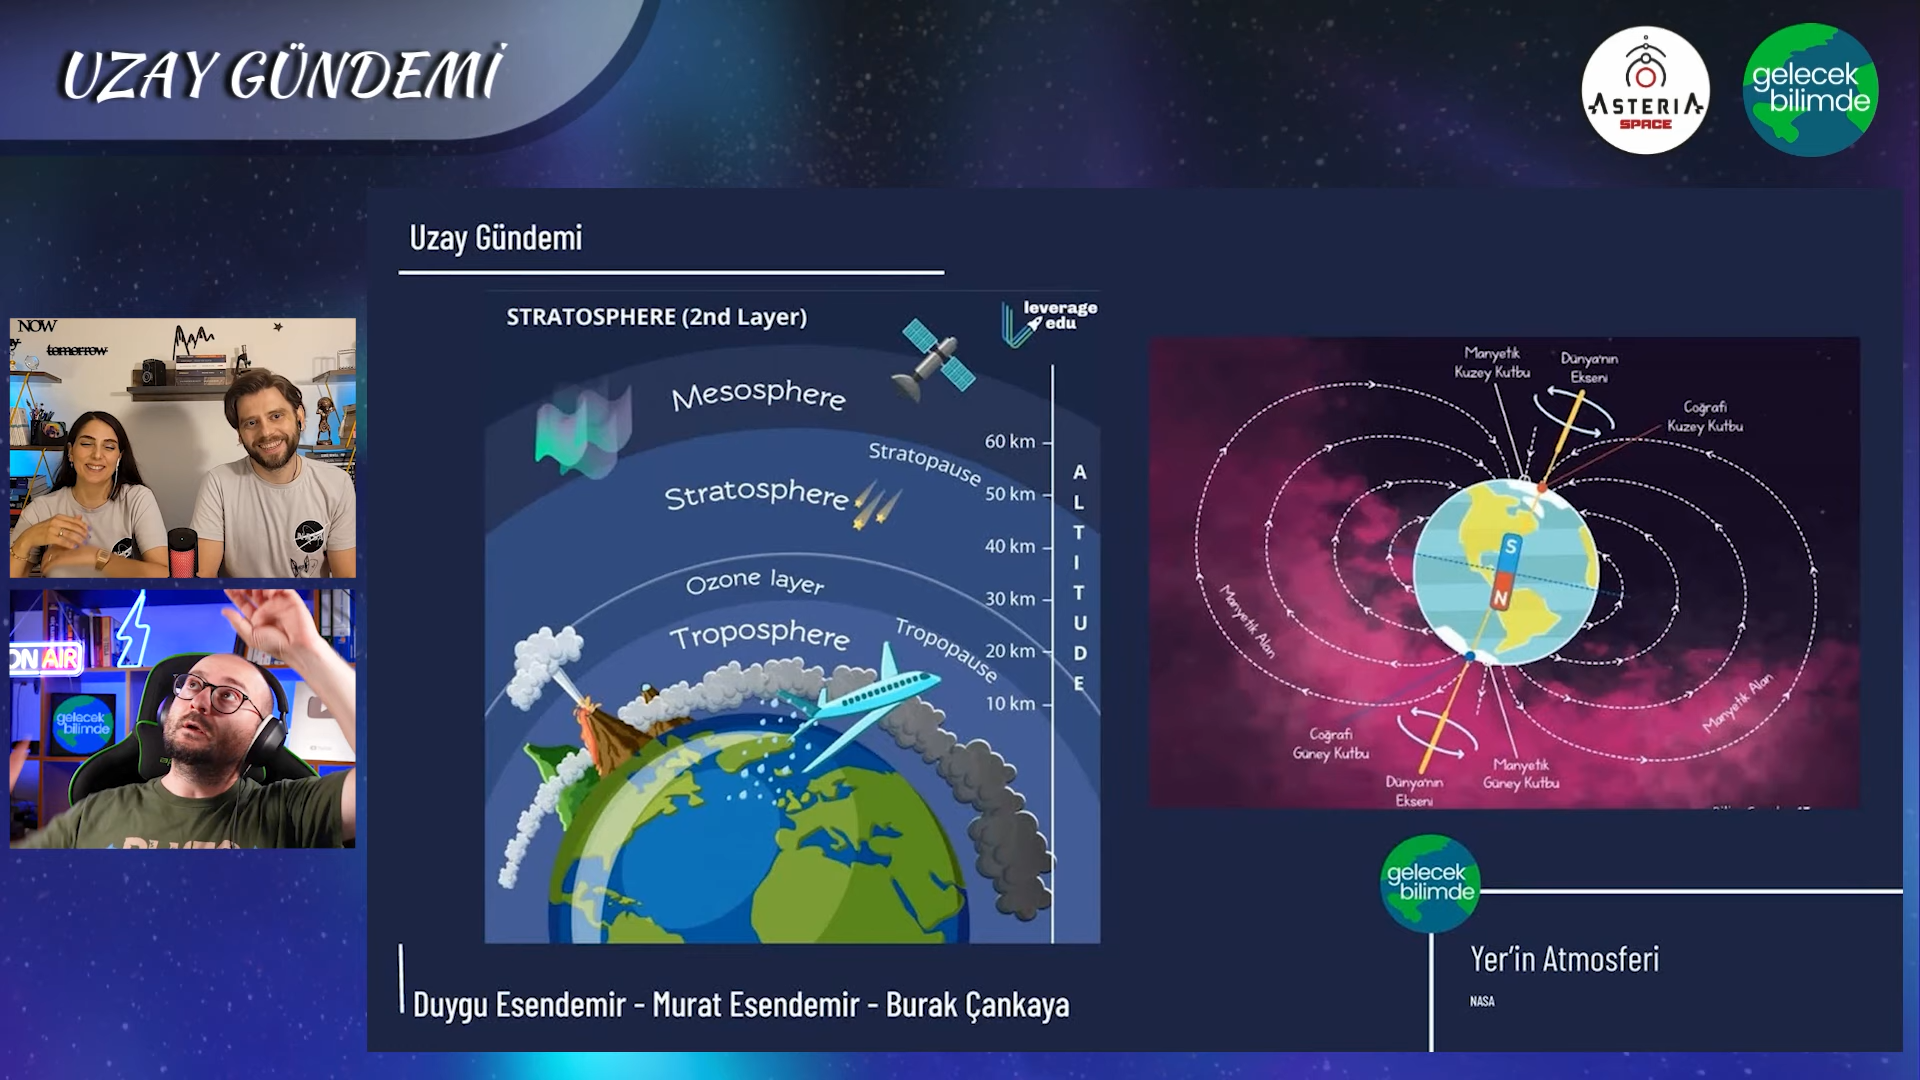 UZAY GÜNDEMİ
ASTERIA
SPACE
gelecek
bilimde
Uzay Gündemi
STRATOSPHERE (2nd Layer)
leverage
edu
Mesosphere
60 km
Stratopause
50 km
Stratosphere
40 km
Ozone layer
30 km
Troposphere
Tropopause
20 km
10 km
ALTITUDE
Manyetik
Kuzey Kutbu
Dünya'nın
Ekseni
Coğrafi
Kuzey Kutbu
S
N
Manyetik Alan
Manyetik Alan
Coğrafi
Güney Kutbu
Manyetik
Güney Kutbu
Dünya'nın
Ekseni
NOW
tomorrow
ON AIR
gelecek
bilimde
gelecek
bilimde
Yer'in Atmosferi
NASA
Duygu Esendemir - Murat Esendemir - Burak Çankaya